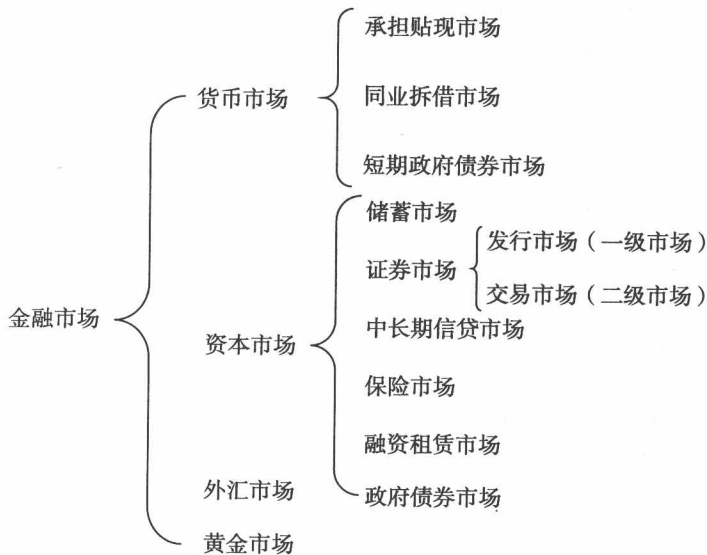 承担贴现市场
货币市场
同业拆借市场
短期政府债券市场
储蓄市场
发行市场（一级市场）
证券市场
交易市场（二级市场）
金融市场
中长期信贷市场
资本市场
保险市场
融资租赁市场
外汇市场
政府债券市场
黄金市场